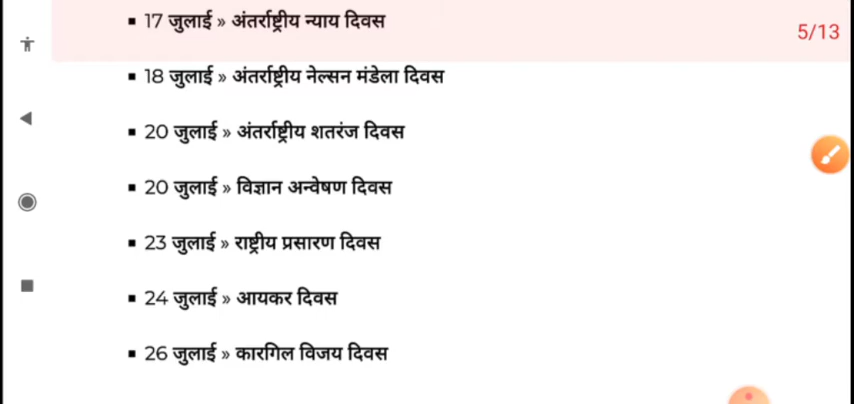 ▪ 17 जुलाई » अंतर्राष्ट्रीय न्याय दिवस
5/13
▪ 18 जुलाई » अंतर्राष्ट्रीय नेल्सन मंडेला दिवस
▪ 20 जुलाई » अंतर्राष्ट्रीय शतरंज दिवस
▪ 20 जुलाई » विज्ञान अन्वेषण दिवस
▪ 23 जुलाई » राष्ट्रीय प्रसारण दिवस
▪ 24 जुलाई » आयकर दिवस
▪ 26 जुलाई » कारगिल विजय दिवस